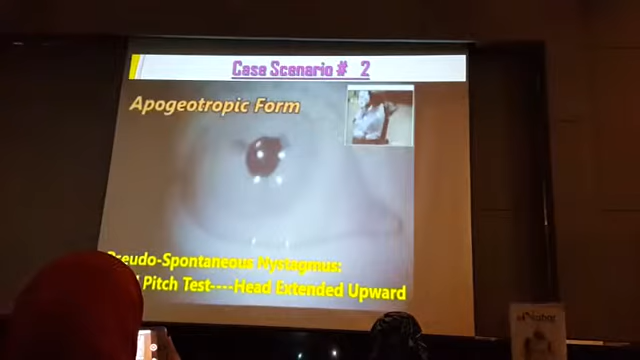 Case Scenario # 2
Apogeotropic Form
Pseudo-Spontaneous Nystagmus:
Pitch Test----Head Extended Upward